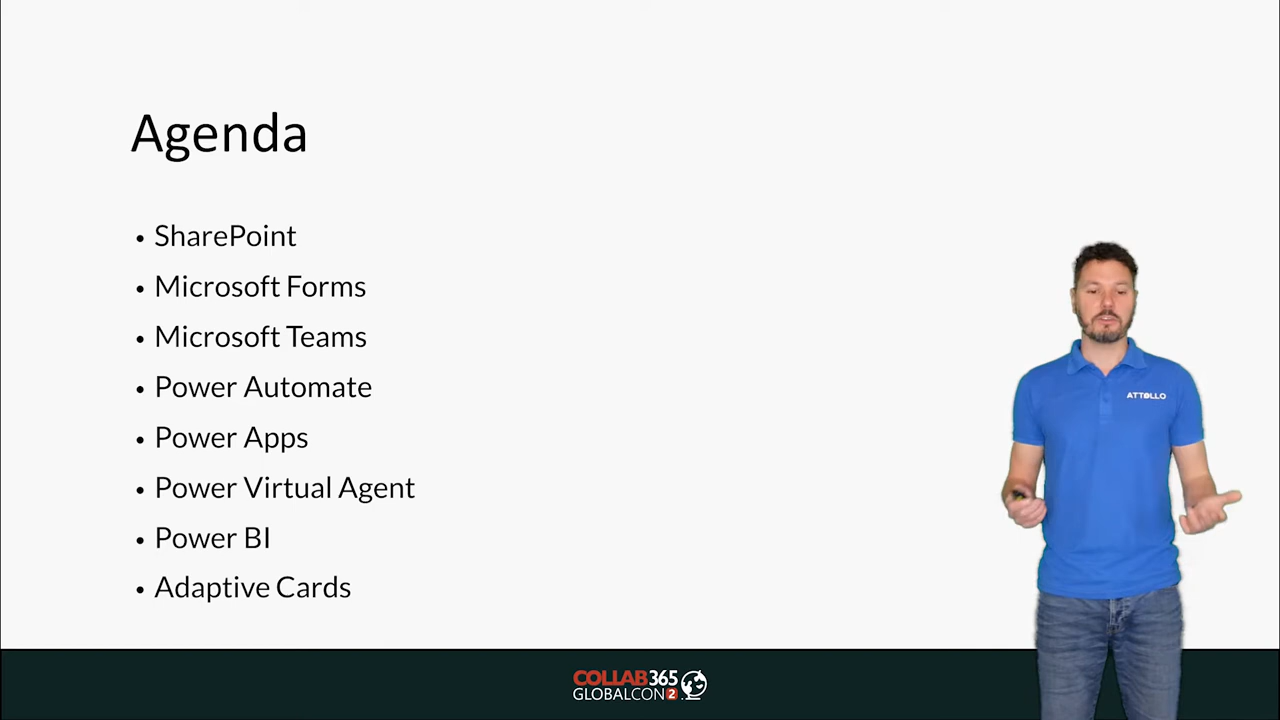 Agenda
• SharePoint
• Microsoft Forms
• Microsoft Teams
• Power Automate
• Power Apps
• Power Virtual Agent
• Power BI
• Adaptive Cards
ATTOLLO
COLLAB365
GLOBALCON2